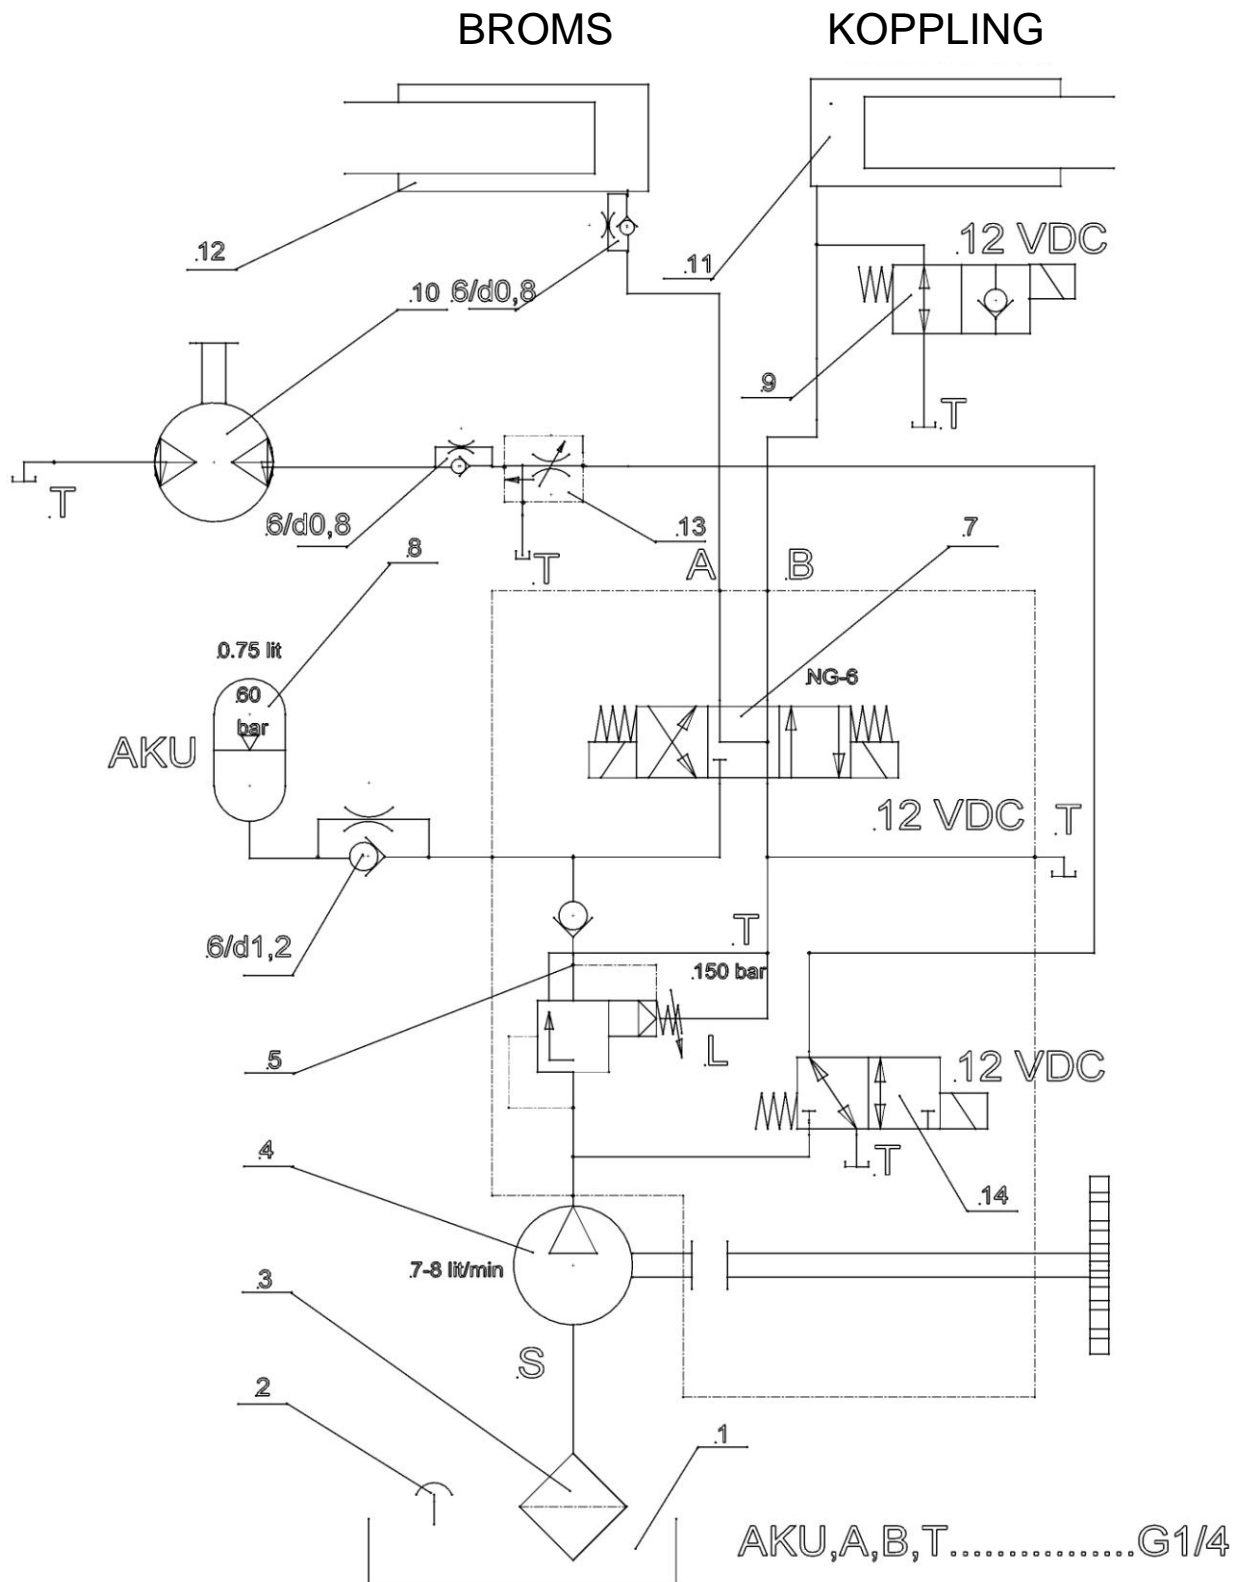 BROMS KOPPLING
.12 VDC
.12
.11
.10 .6/d0,8
.9
.T
.T
.6/d0,8
.13
.7
.8
.T
A
.B
.0.75 lit
.60
bar
.NG-6
AKU
.12 VDC .T
.6/d1,2
.T
.150 bar
.5
.L
.12 VDC
.4
.T
.14
.7-8 lit/min
.3
.S
.2
.1
AKU,A,B,T................G1/4